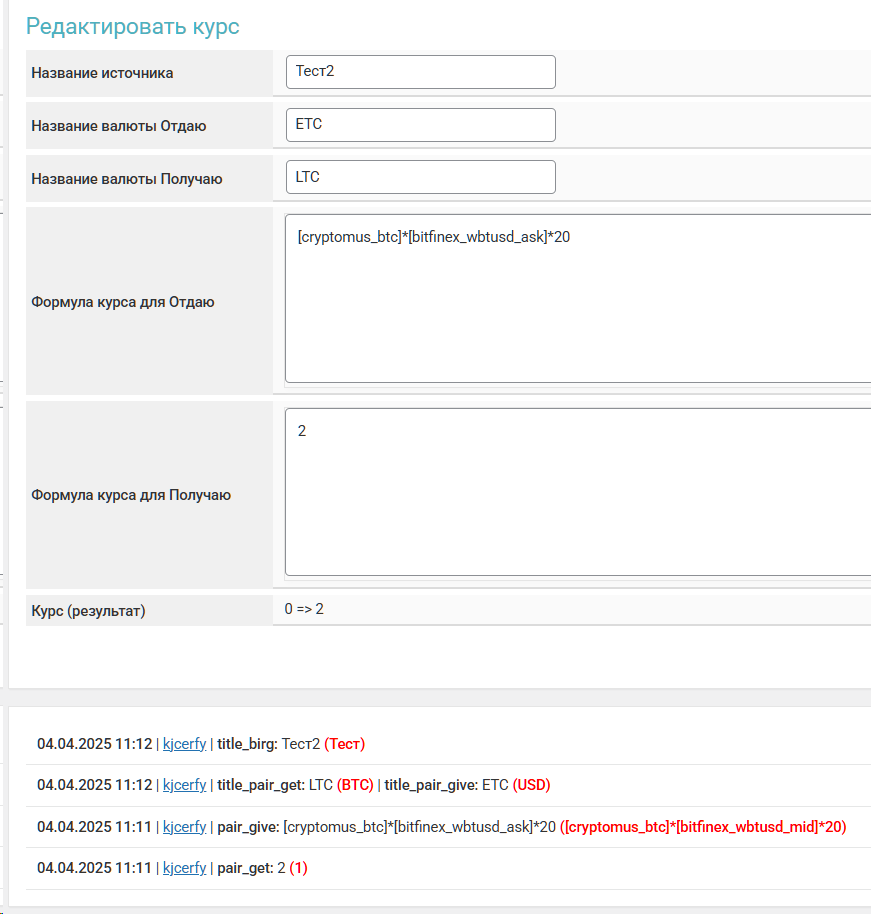 Редактировать курс
Название источника Тест2
Название валюты Отдаю ETC
Название валюты Получаю LTC
Формула курса для Отдаю [cryptomus_btc]*[bitfinex_wbtusd_ask]*20
Формула курса для Получаю 2
Курс (результат) 0 => 2
04.04.2025 11:12 | kjcerfy | title_birg: Тест2 (Тест)
04.04.2025 11:12 | kjcerfy | title_pair_get: LTC (BTC) | title_pair_give: ETC (USD)
04.04.2025 11:11 | kjcerfy | pair_give: [cryptomus_btc]*[bitfinex_wbtusd_ask]*20 ([cryptomus_btc]*[bitfinex_wbtusd_mid]*20)
04.04.2025 11:11 | kjcerfy | pair_get: 2 (1)